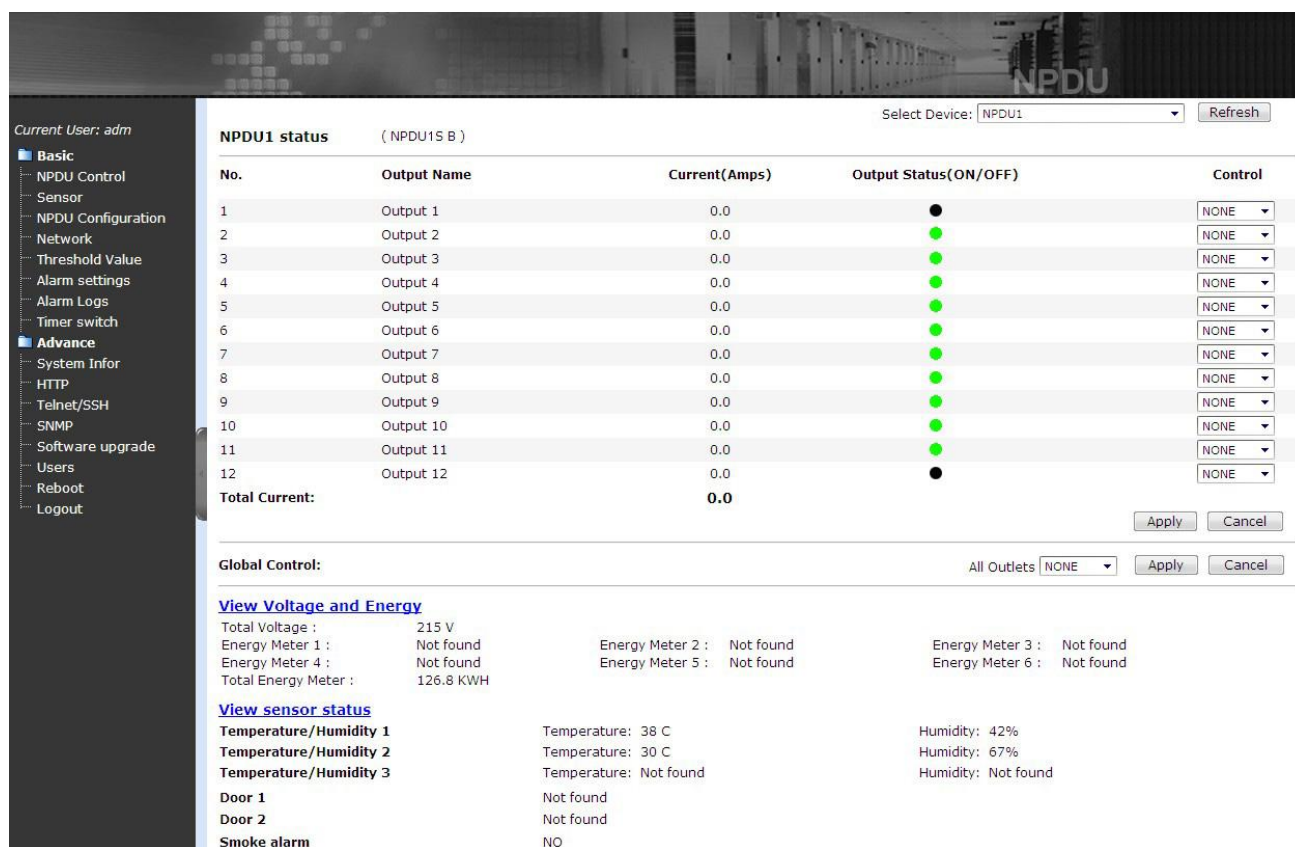 NPDU
Select Device: NPDU1 Refresh
Current User: adm
Basic
NPDU Control
Sensor
NPDU Configuration
Network
Threshold Value
Alarm settings
Alarm Logs
Timer switch
Advance
System Infor
HTTP
Telnet/SSH
SNMP
Software upgrade
Users
Reboot
Logout
NPDU1 status ( NPDU1S B )
No. Output Name Current(Amps) Output Status(ON/OFF) Control
1 Output 1 0.0 NONE
2 Output 2 0.0 NONE
3 Output 3 0.0 NONE
4 Output 4 0.0 NONE
5 Output 5 0.0 NONE
6 Output 6 0.0 NONE
7 Output 7 0.0 NONE
8 Output 8 0.0 NONE
9 Output 9 0.0 NONE
10 Output 10 0.0 NONE
11 Output 11 0.0 NONE
12 Output 12 0.0 NONE
Total Current: 0.0
Apply Cancel
Global Control: All Outlets NONE Apply Cancel
View Voltage and Energy
Total Voltage : 215 V
Energy Meter 1 : Not found Energy Meter 2 : Not found Energy Meter 3 : Not found
Energy Meter 4 : Not found Energy Meter 5 : Not found Energy Meter 6 : Not found
Total Energy Meter : 126.8 KWH
View sensor status
Temperature/Humidity 1 Temperature: 38 C Humidity: 42%
Temperature/Humidity 2 Temperature: 30 C Humidity: 67%
Temperature/Humidity 3 Temperature: Not found Humidity: Not found
Door 1 Not found
Door 2 Not found
Smoke alarm NO